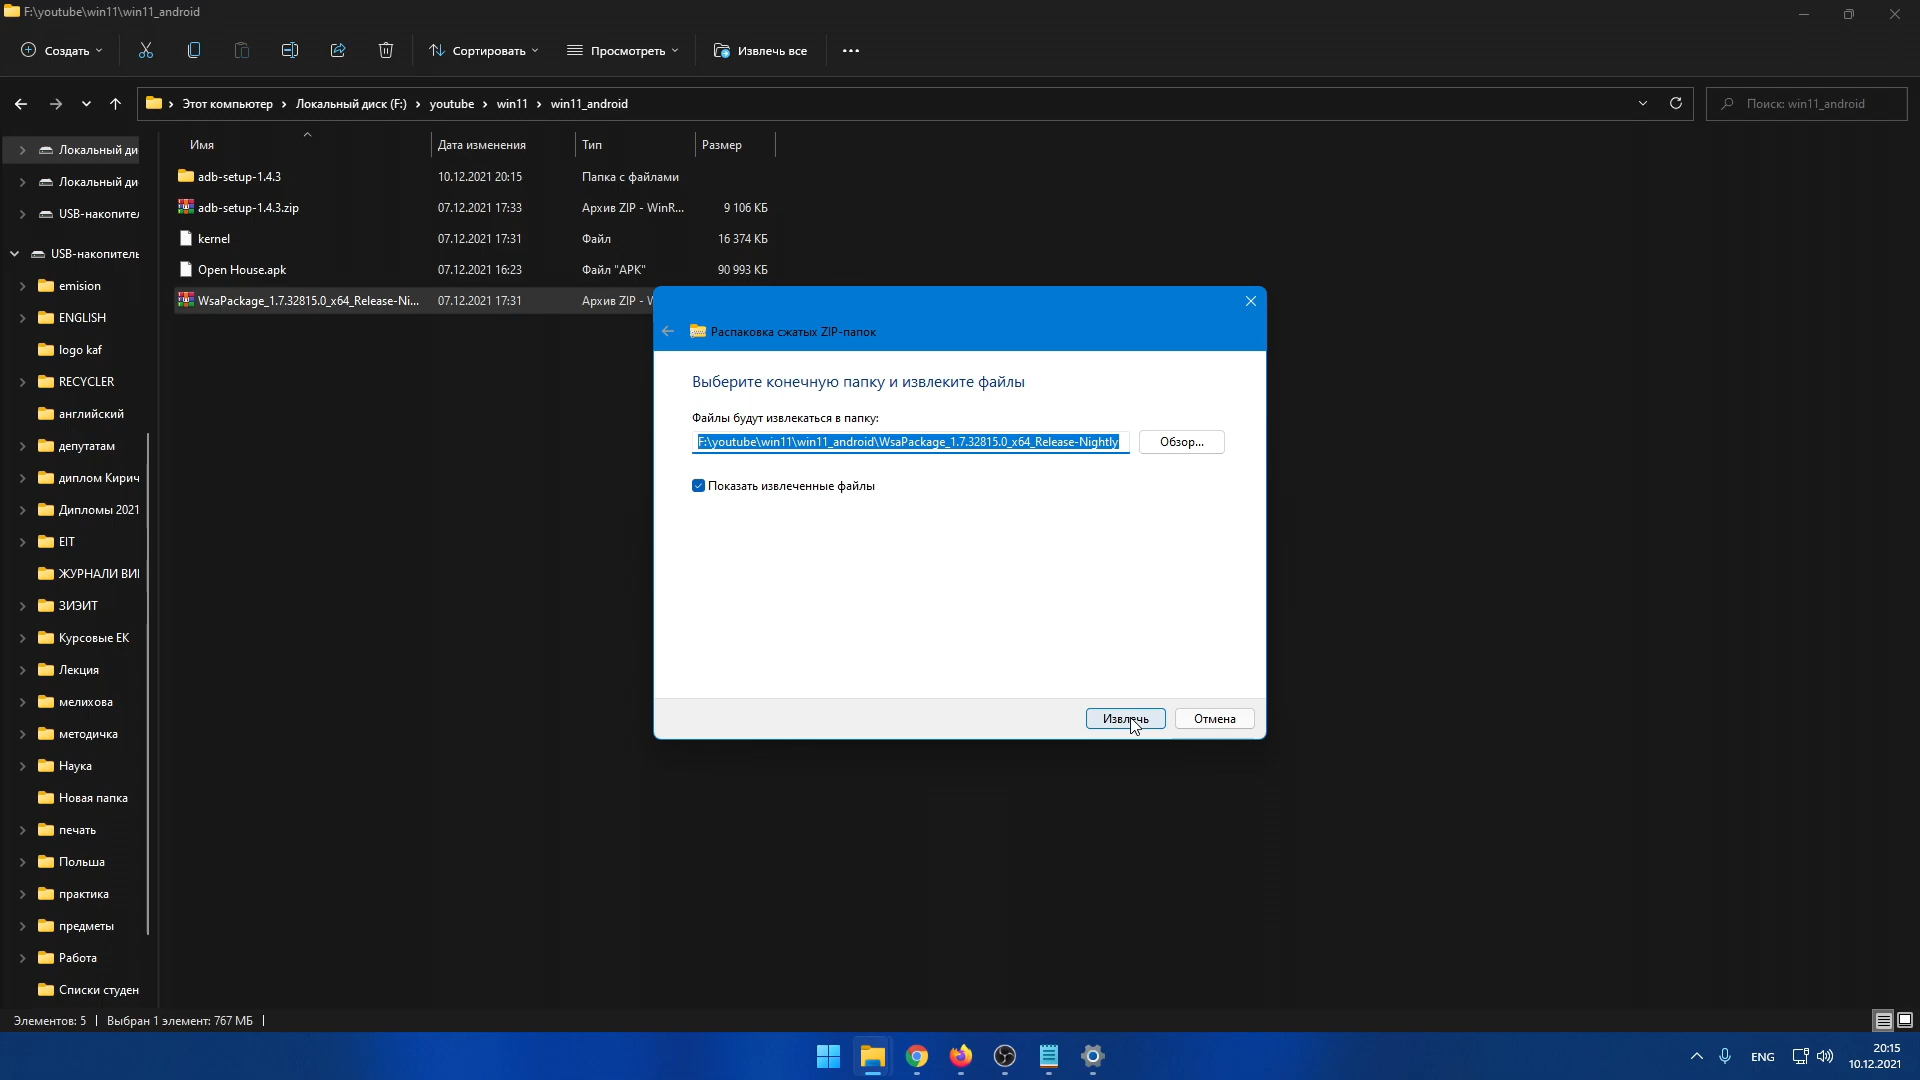 F:\youtube\win11\win11_android
Создать
Сортировать
Просмотреть
Извлечь все
Этот компьютер
Локальный диск (F:)
youtube
win11
win11_android
Поиск: win11_android
Имя
Дата изменения
Тип
Размер
adb-setup-1.4.3 10.12.2021 20:15 Папка с файлами
adb-setup-1.4.3.zip 07.12.2021 17:33 Архив ZIP - WinR... 9 106 КБ
kernel 07.12.2021 17:31 Файл 16 374 КБ
Open House.apk 07.12.2021 16:23 Файл "APK" 90 993 КБ
WsaPackage_1.7.32815.0_x64_Release-Ni... 07.12.2021 17:31 Архив ZIP - W
Локальный ди
Локальный ди
USB-накопител
USB-накопитель
emision
ENGLISH
logo kaf
RECYCLER
английский
депутатам
диплом Кирич
Дипломы 2021
EIT
ЖУРНАЛИ ВИ
ЗИЭИТ
Курсовые ЕК
Лекция
мелихова
методичка
Наука
Новая папка
печать
Польша
практика
предметы
Работа
Списки студен
Распаковка сжатых ZIP-папок
Выберите конечную папку и извлеките файлы
Файлы будут извлекаться в папку:
F:\youtube\win11\win11_android\WsaPackage_1.7.32815.0_x64_Release-Nightly
Обзор...
Показать извлеченные файлы
Извлечь
Отмена
Элементов: 5
Выбран 1 элемент: 767 МБ
ENG
20:15
10.12.2021